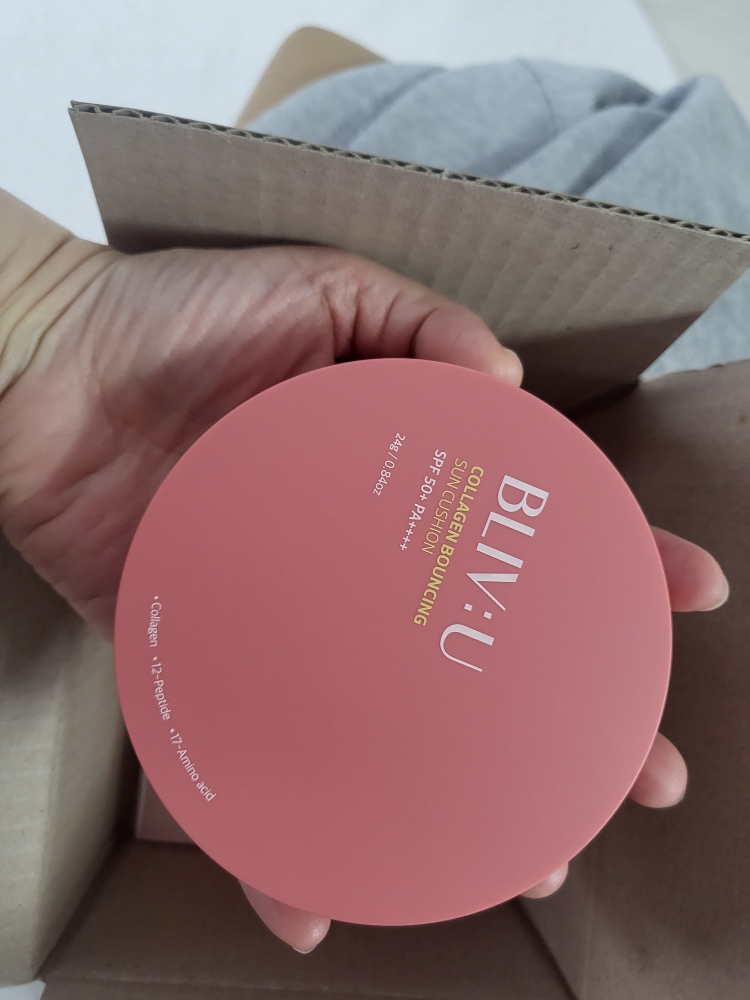 BLIV:U
COLLAGEN BOUNCING
SUN CUSHION
SPF 50+ PA++++
24g / 0.84oz
•Collagen •12-Peptide •17-Amino acid